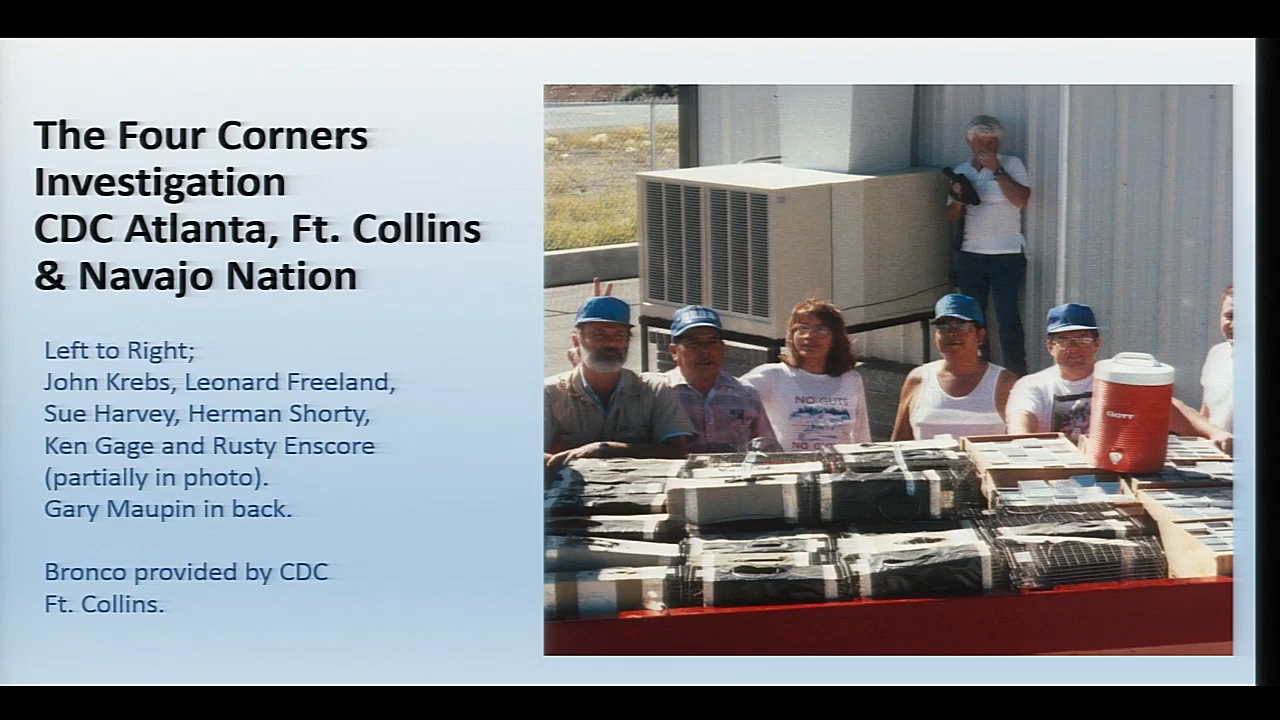 The Four Corners
Investigation
CDC Atlanta, Ft. Collins
& Navajo Nation
Left to Right;
John Krebs, Leonard Freeland,
Sue Harvey, Herman Shorty,
Ken Gage and Rusty Enscore
(partially in photo).
Gary Maupin in back.
Bronco provided by CDC
Ft. Collins.
NO GUTS
NO
GOTT